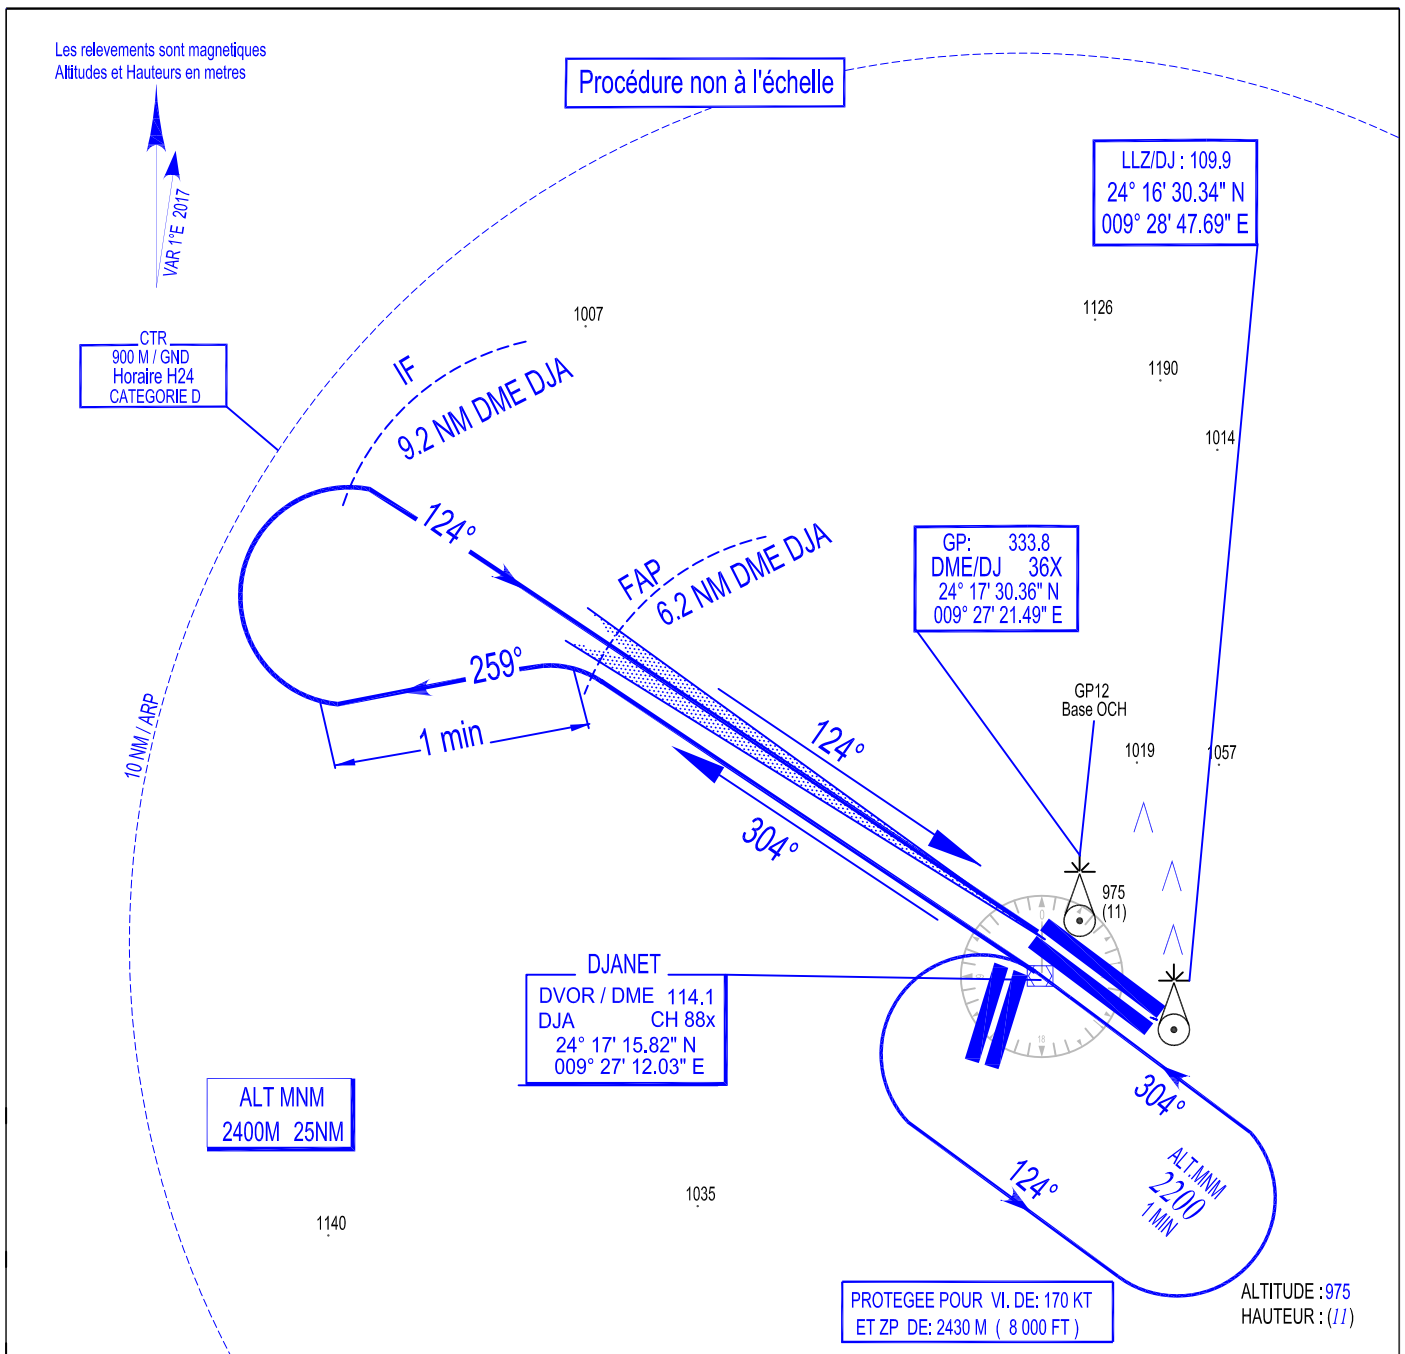 Les relevements sont magnetiques
Altitudes et Hauteurs en metres
VAR 1°E 2017
Procédure non à l'échelle
LLZ/DJ : 109.9
24° 16' 30.34" N
009° 28' 47.69" E
CTR
900 M / GND
Horaire H24
CATEGORIE D
1007
1126
1190
1014
IF
9.2 NM DME DJA
124°
FAP
6.2 NM DME DJA
GP: 333.8
DME/DJ 36X
24° 17' 30.36" N
009° 27' 21.49" E
259°
1 min
10 NM / ARP
GP12
Base OCH
1019
1057
124°
304°
975
(11)
0
18
DJANET
DVOR / DME 114.1
DJA CH 88x
24° 17' 15.82" N
009° 27' 12.03" E
ALT MNM
2400M 25NM
304°
124°
ALT.MNM
2200
1 MIN
1035
1140
PROTEGEE POUR VI. DE: 170 KT
ET ZP DE: 2430 M ( 8 000 FT )
ALTITUDE : 975
HAUTEUR : (11)